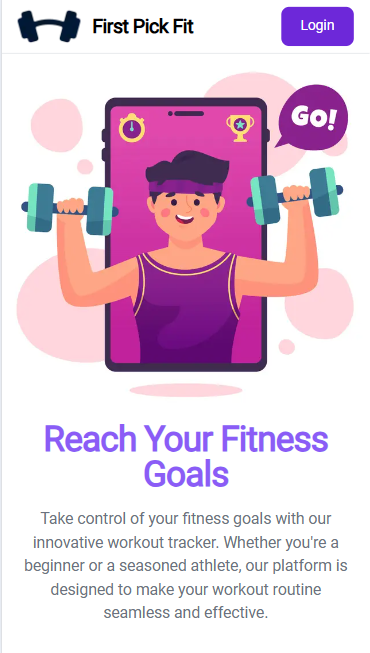 First Pick Fit
Login
GO!
Reach Your Fitness
Goals
Take control of your fitness goals with our
innovative workout tracker. Whether you're a
beginner or a seasoned athlete, our platform is
designed to make your workout routine
seamless and effective.